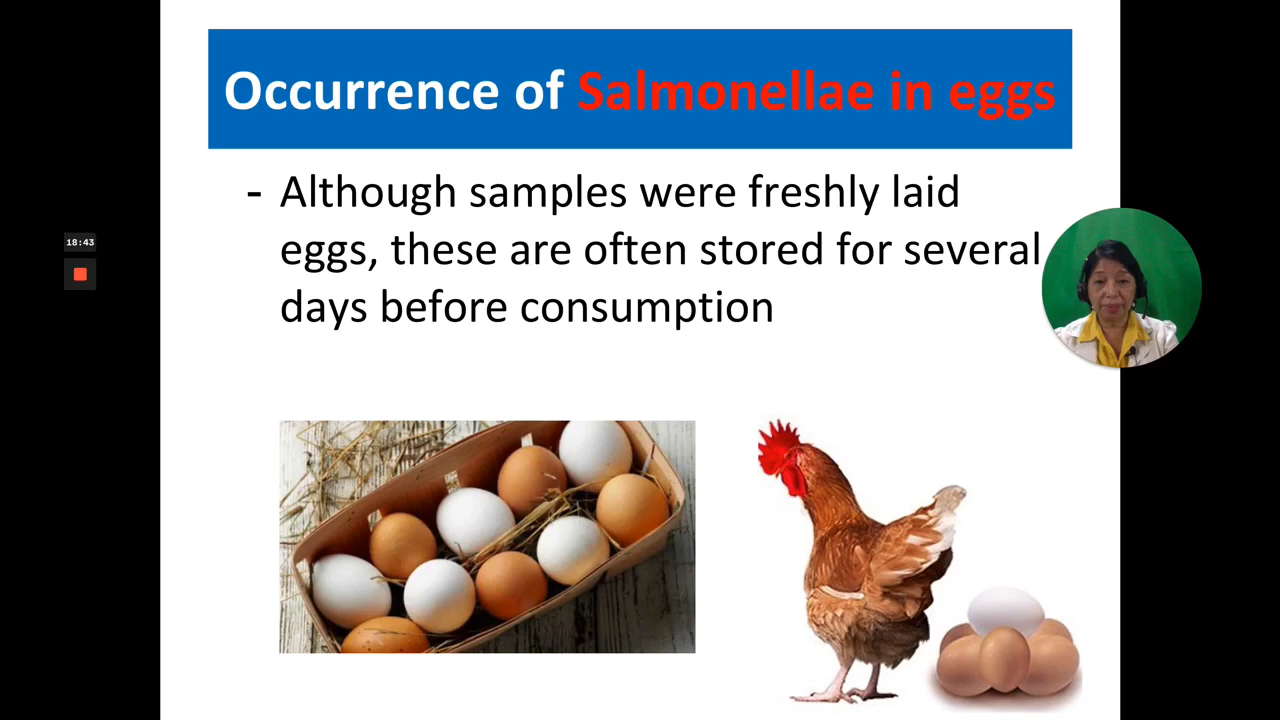 Occurrence of Salmonellae in eggs
- Although samples were freshly laid
eggs, these are often stored for several
days before consumption
18:43